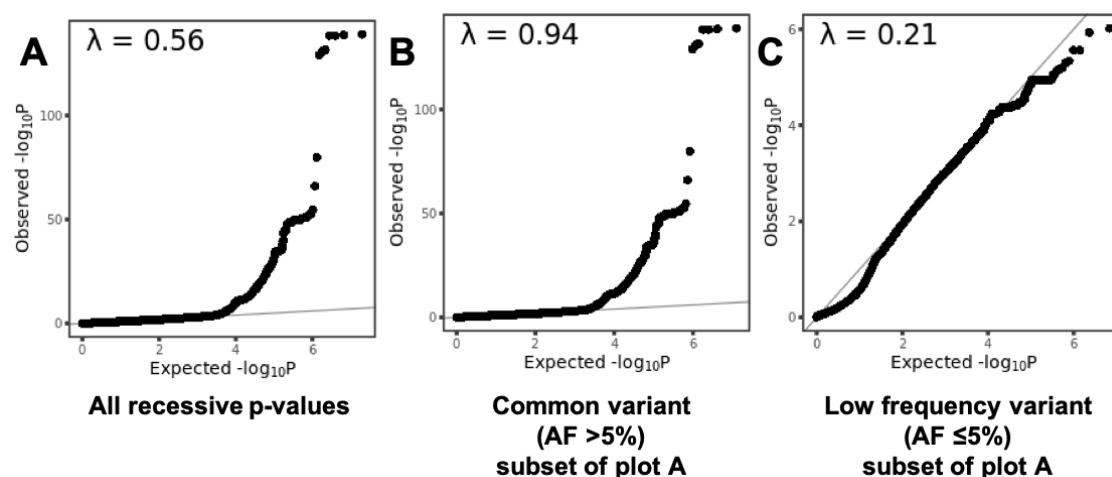 A
λ = 0.56
Observed -log10P
100
50
0
0 2 4 6
Expected -log10P
All recessive p-values
B
λ = 0.94
Observed -log10P
100
50
0
0 2 4 6
Expected -log10P
Common variant
(AF >5%)
subset of plot A
C
λ = 0.21
Observed -log10P
6
4
2
0
0 2 4 6
Expected -log10P
Low frequency variant
(AF ≤5%)
subset of plot A